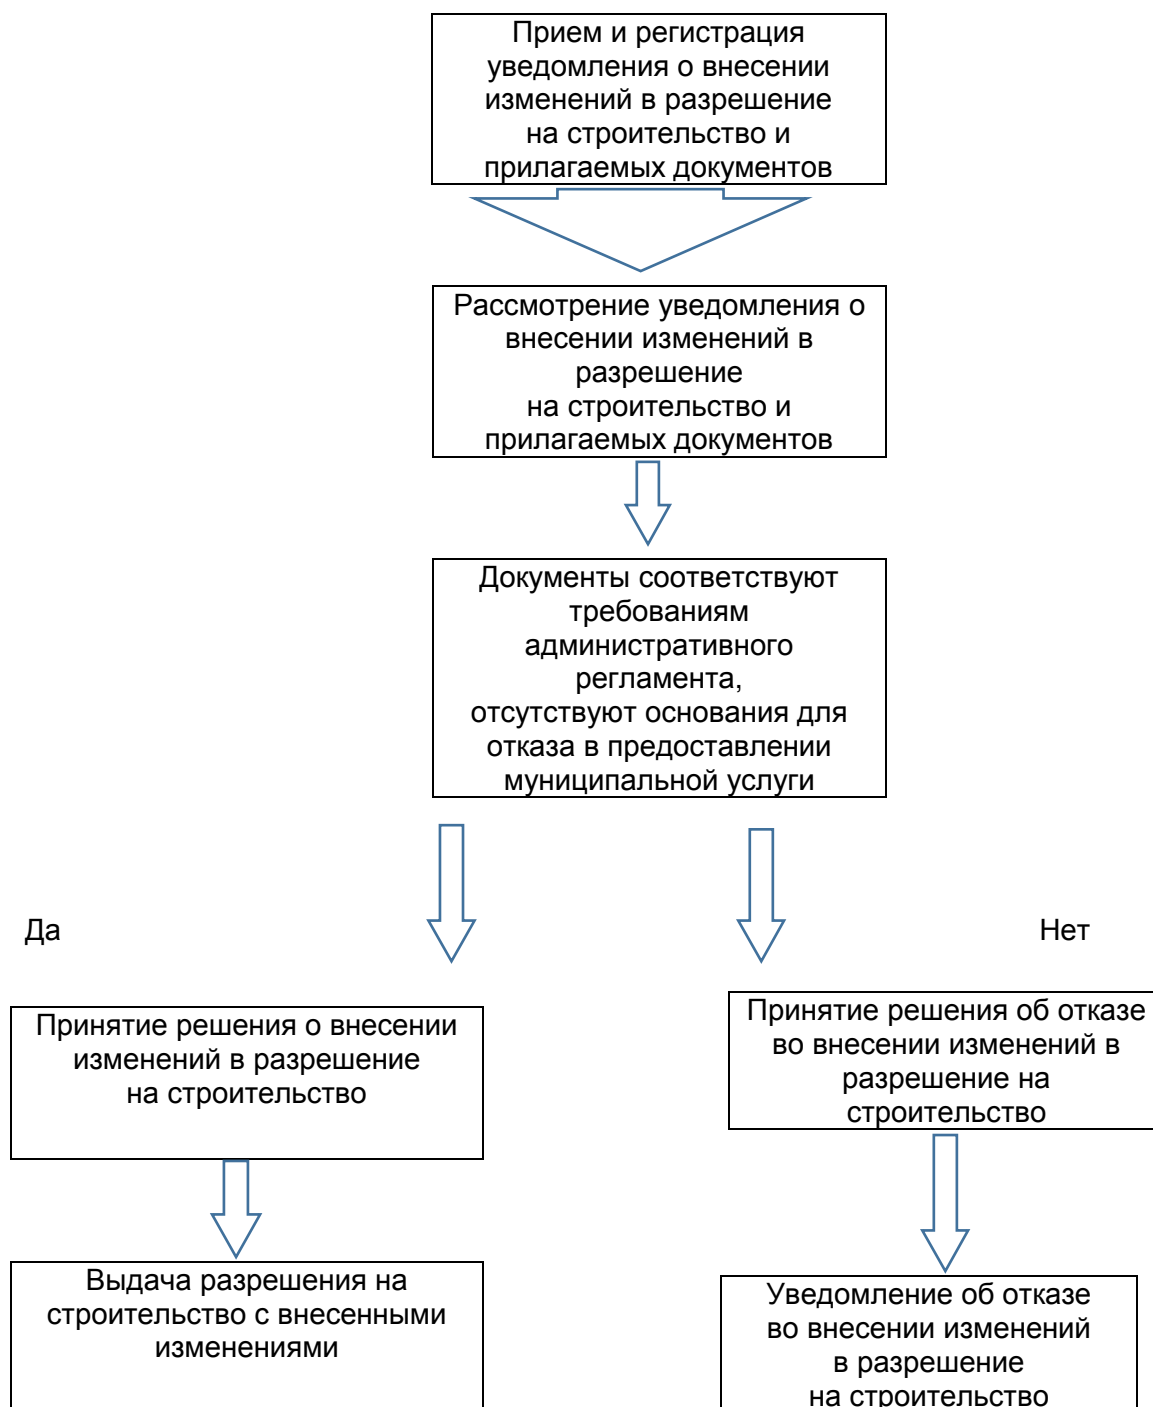 Прием и регистрация
уведомления о внесении
изменений в разрешение
на строительство и
прилагаемых документов
Рассмотрение уведомления о
внесении изменений в
разрешение
на строительство и
прилагаемых документов
Документы соответствуют
требованиям
административного
регламента,
отсутствуют основания для
отказа в предоставлении
муниципальной услуги
Да
Нет
Принятие решения о внесении
изменений в разрешение
на строительство
Принятие решения об отказе
во внесении изменений в
разрешение на
строительство
Выдача разрешения на
строительство с внесенными
изменениями
Уведомление об отказе
во внесении изменений
в разрешение
на строительство